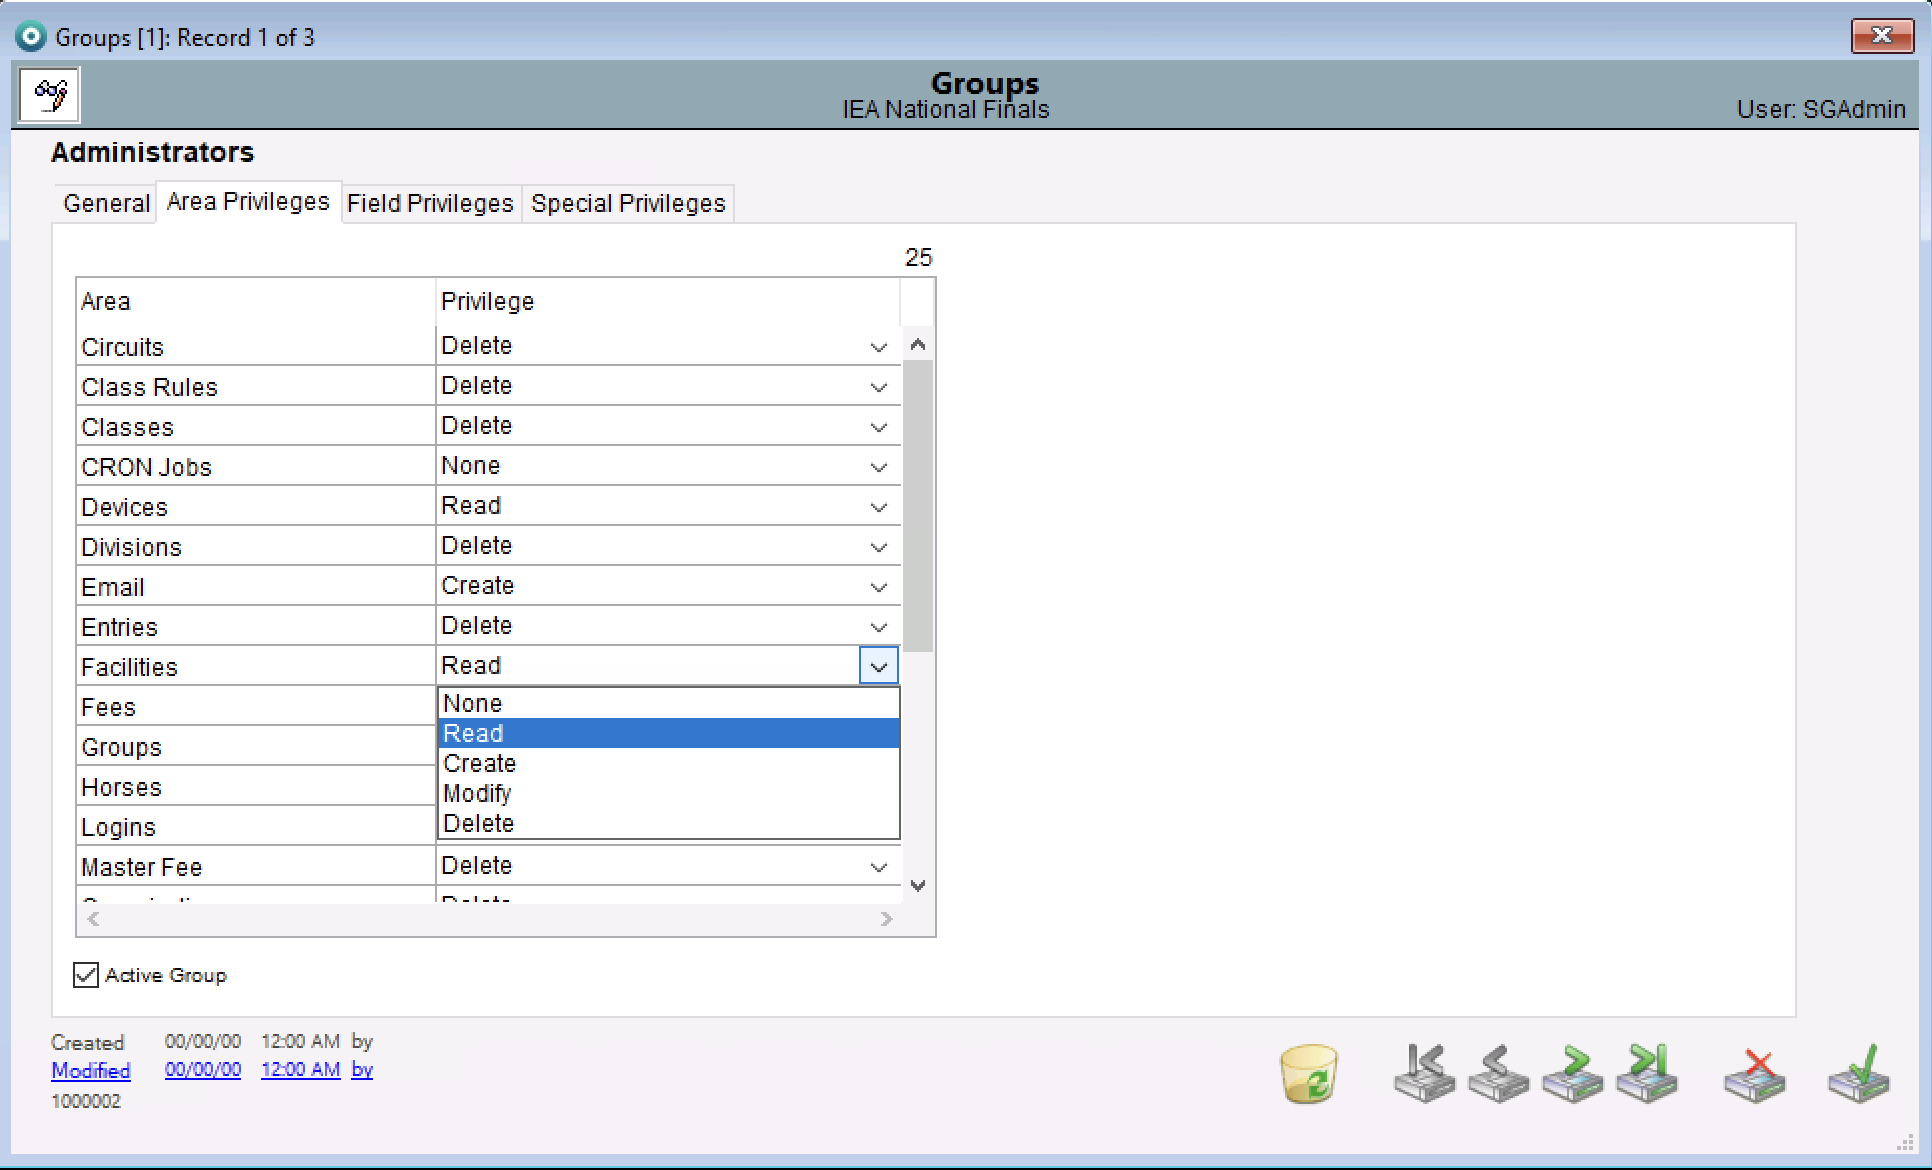 Groups [1]: Record 1 of 3
Groups
IEA National Finals
User: SGAdmin
Administrators
General Area Privileges Field Privileges Special Privileges
25
Area Privilege
Circuits Delete
Class Rules Delete
Classes Delete
CRON Jobs None
Devices Read
Divisions Delete
Email Create
Entries Delete
Facilities Read
Fees None
Read
Groups
Create
Horses
Modify
Logins Delete
Master Fee Delete
Delete
Active Group
Created 00/00/00 12:00 AM by
Modified 00/00/00 12:00 AM by
1000002